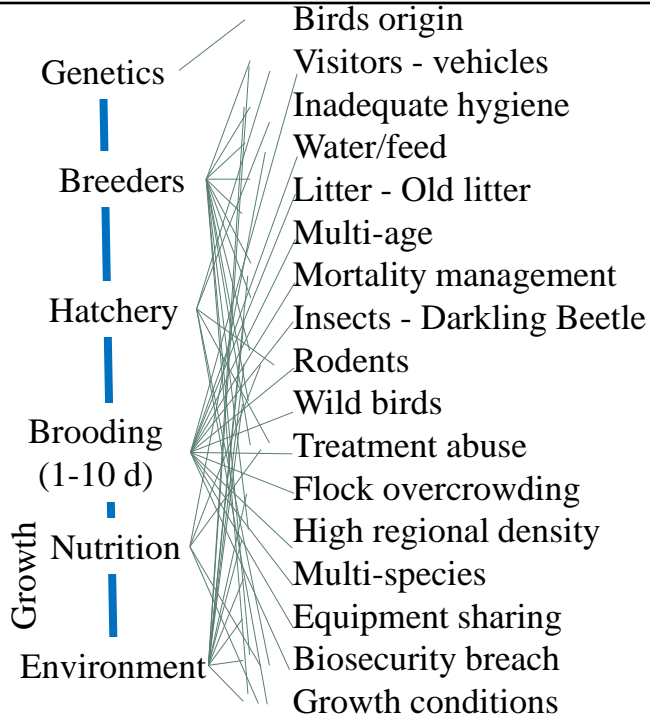 Genetics
Breeders
Hatchery
Brooding
(1-10 d)
Growth
Nutrition
Environment
Birds origin
Visitors - vehicles
Inadequate hygiene
Water/feed
Litter - Old litter
Multi-age
Mortality management
Insects - Darkling Beetle
Rodents
Wild birds
Treatment abuse
Flock overcrowding
High regional density
Multi-species
Equipment sharing
Biosecurity breach
Growth conditions